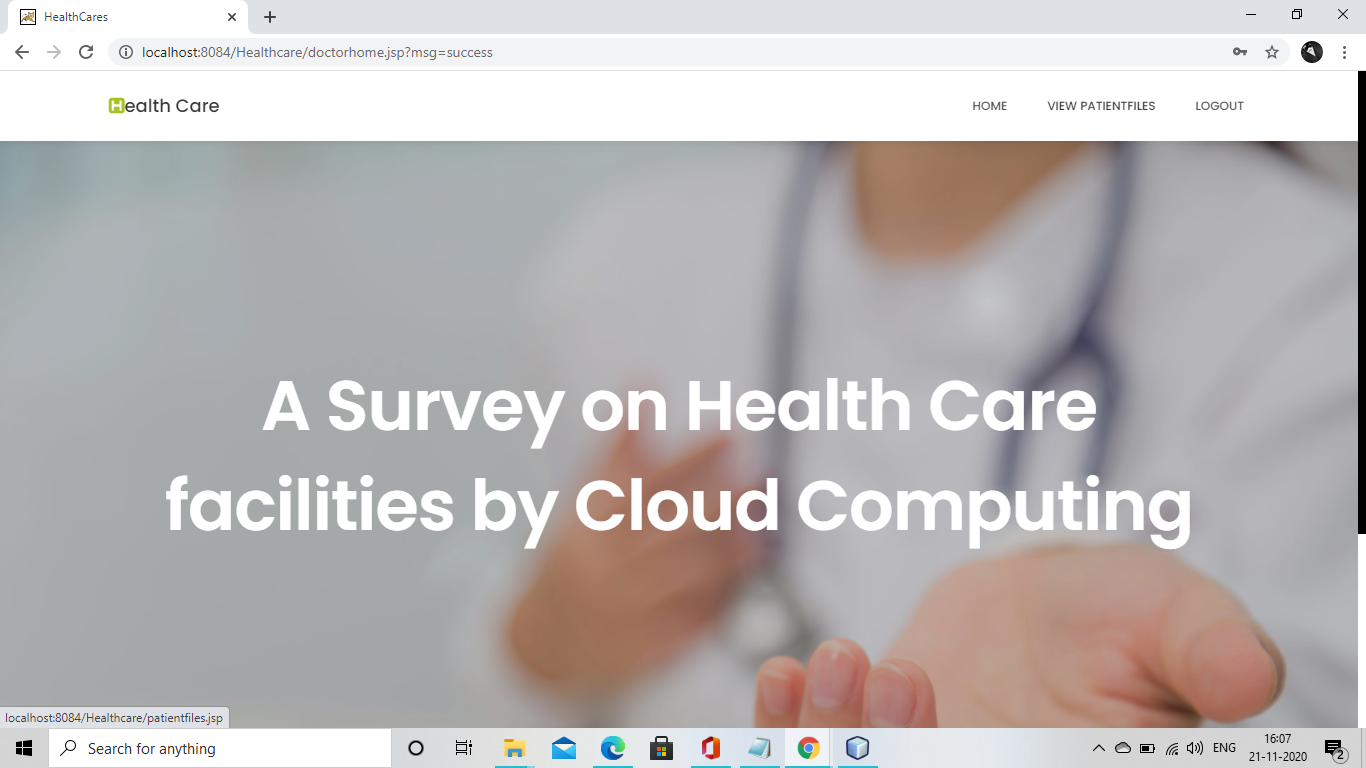 HealthCares
localhost:8084/Healthcare/doctorhome.jsp?msg=success
Health Care
HOME
VIEW PATIENTFILES
LOGOUT
A Survey on Health Care
facilities by Cloud Computing
localhost:8084/Healthcare/patientfiles.jsp
Search for anything
ENG
16:07
21-11-2020
2